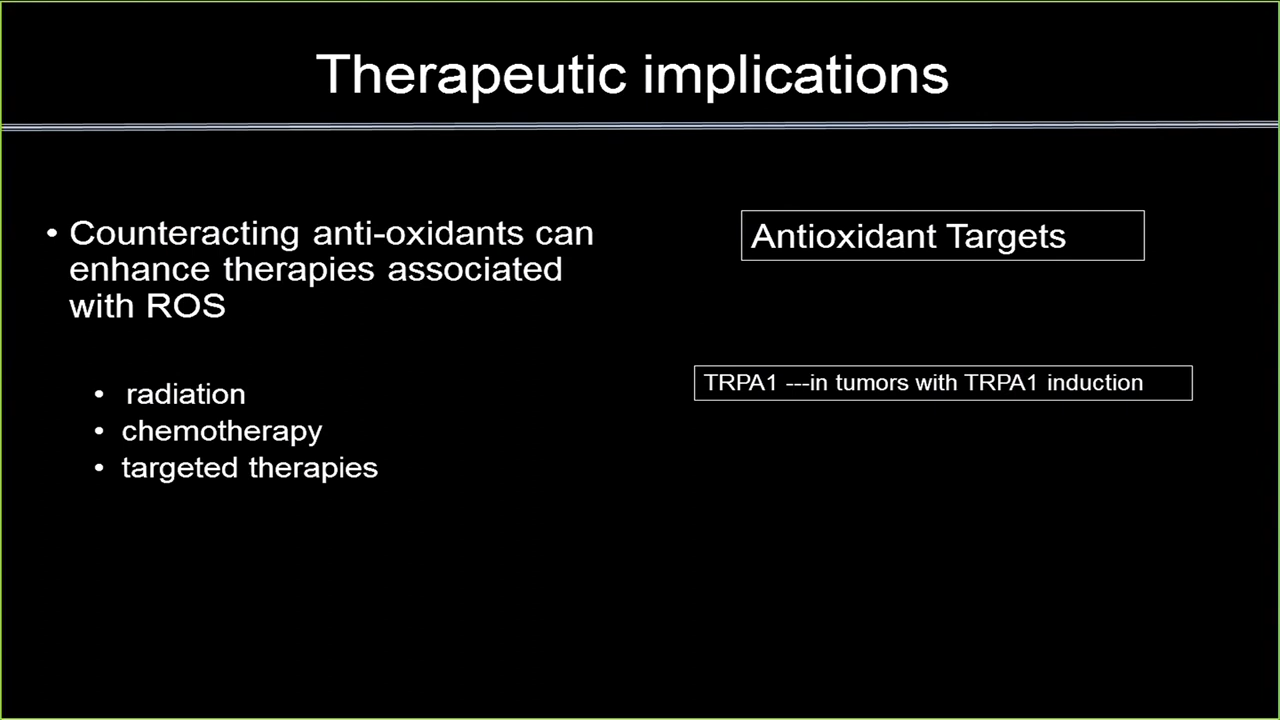 Therapeutic implications
• Counteracting anti-oxidants can
enhance therapies associated
with ROS
• radiation
• chemotherapy
• targeted therapies
Antioxidant Targets
TRPA1 ---in tumors with TRPA1 induction